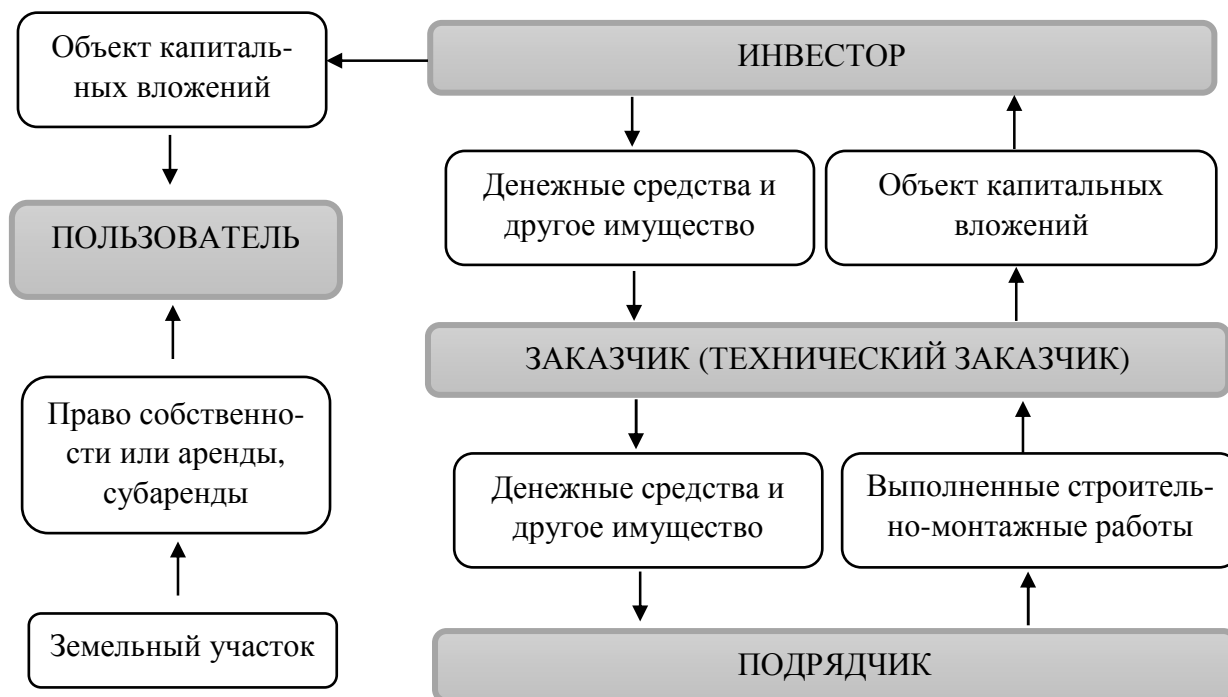 Объект капиталь-
ных вложений
ИНВЕСТОР
Денежные средства и
другое имущество
Объект капитальных
вложений
ПОЛЬЗОВАТЕЛЬ
ЗАКАЗЧИК (ТЕХНИЧЕСКИЙ ЗАКАЗЧИК)
Право собственно-
сти или аренды,
субаренды
Денежные средства и
другое имущество
Выполненные строитель-
но-монтажные работы
Земельный участок
ПОДРЯДЧИК